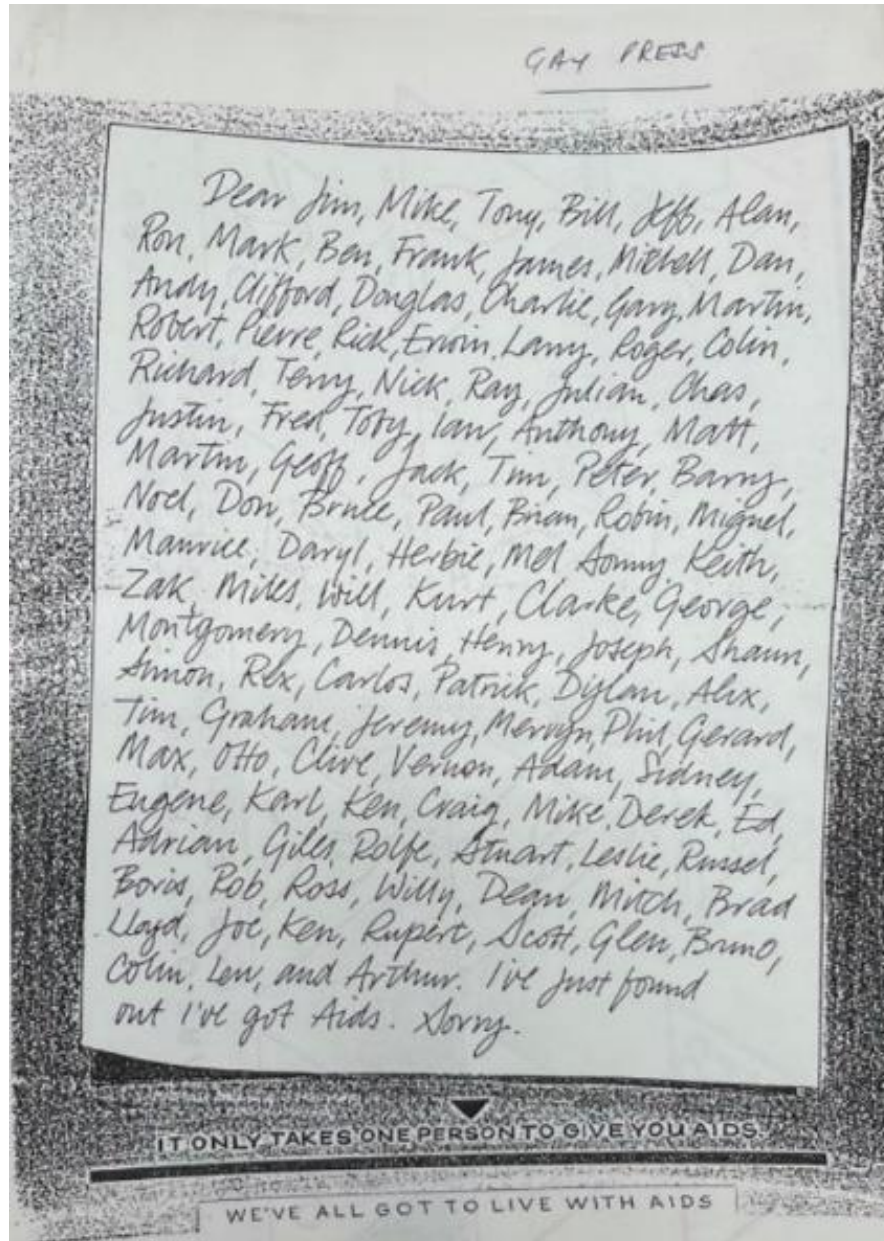 GAY PRESS
Dear Jim, Mike, Tony, Bill, Jeff, Alan,
Ron, Mark, Ben, Frank, James, Mitchell, Dan,
Andy, Clifford, Douglas, Charlie, Gary, Martin,
Robert, Pierre, Rick, Erwin, Larry, Roger, Colin,
Richard, Terry, Nick, Ray, Julian, Chas,
Justin, Fred, Toby, Ian, Anthony, Matt,
Martin, Geoff, Jack, Tim, Peter, Barry,
Noel, Don, Bruce, Paul, Brian, Robin, Miguel,
Maurice, Daryl, Herbie, Mel Sonny, Keith,
Zak, Miles, Will, Kurt, Clarke, George,
Montgomery, Dennis, Henry, Joseph, Shaun,
Simon, Rex, Carlos, Patrick, Dylan, Alex,
Tim, Graham, Jeremy, Mervyn, Phil, Gerard,
Max, Otto, Clive, Vernon, Adam, Sidney,
Eugene, Karl, Ken, Craig, Mike, Derek, Ed,
Adrian, Giles, Rolfe, Stuart, Leslie, Russel,
Boris, Rob, Ross, Willy, Dean, Mitch, Brad
Lloyd, Joe, Ken, Rupert, Scott, Glen, Bruno,
Colin, Len, and Arthur. I've just found
out I've got Aids. Sorry.
IT ONLY TAKES ONE PERSON TO GIVE YOU AIDS.
WE'VE ALL GOT TO LIVE WITH AIDS